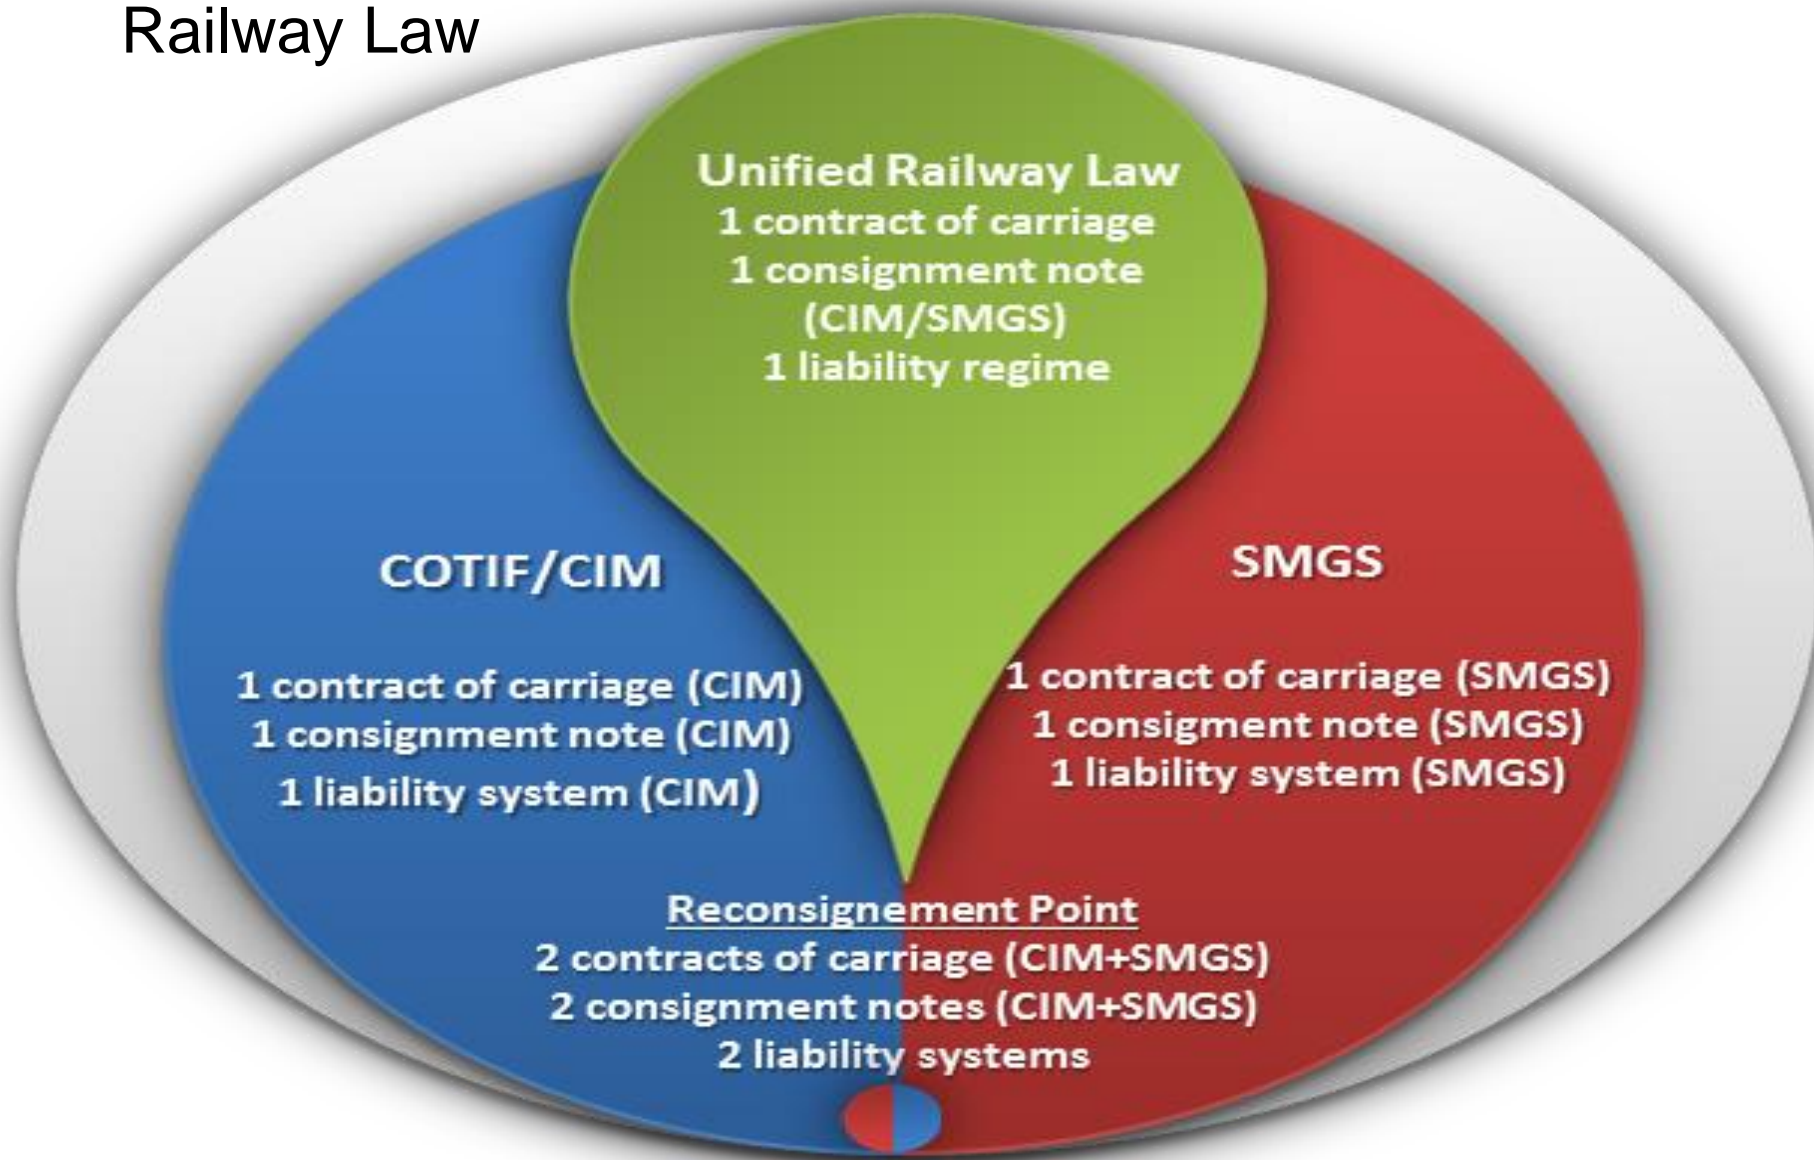 Railway Law
Unified Railway Law
1 contract of carriage
1 consignment note
(CIM/SMGS)
1 liability regime
COTIF/CIM
1 contract of carriage (CIM)
1 consignment note (CIM)
1 liability system (CIM)
SMGS
1 contract of carriage (SMGS)
1 consigment note (SMGS)
1 liability system (SMGS)
Reconsignement Point
2 contracts of carriage (CIM+SMGS)
2 consignment notes (CIM+SMGS)
2 liability systems